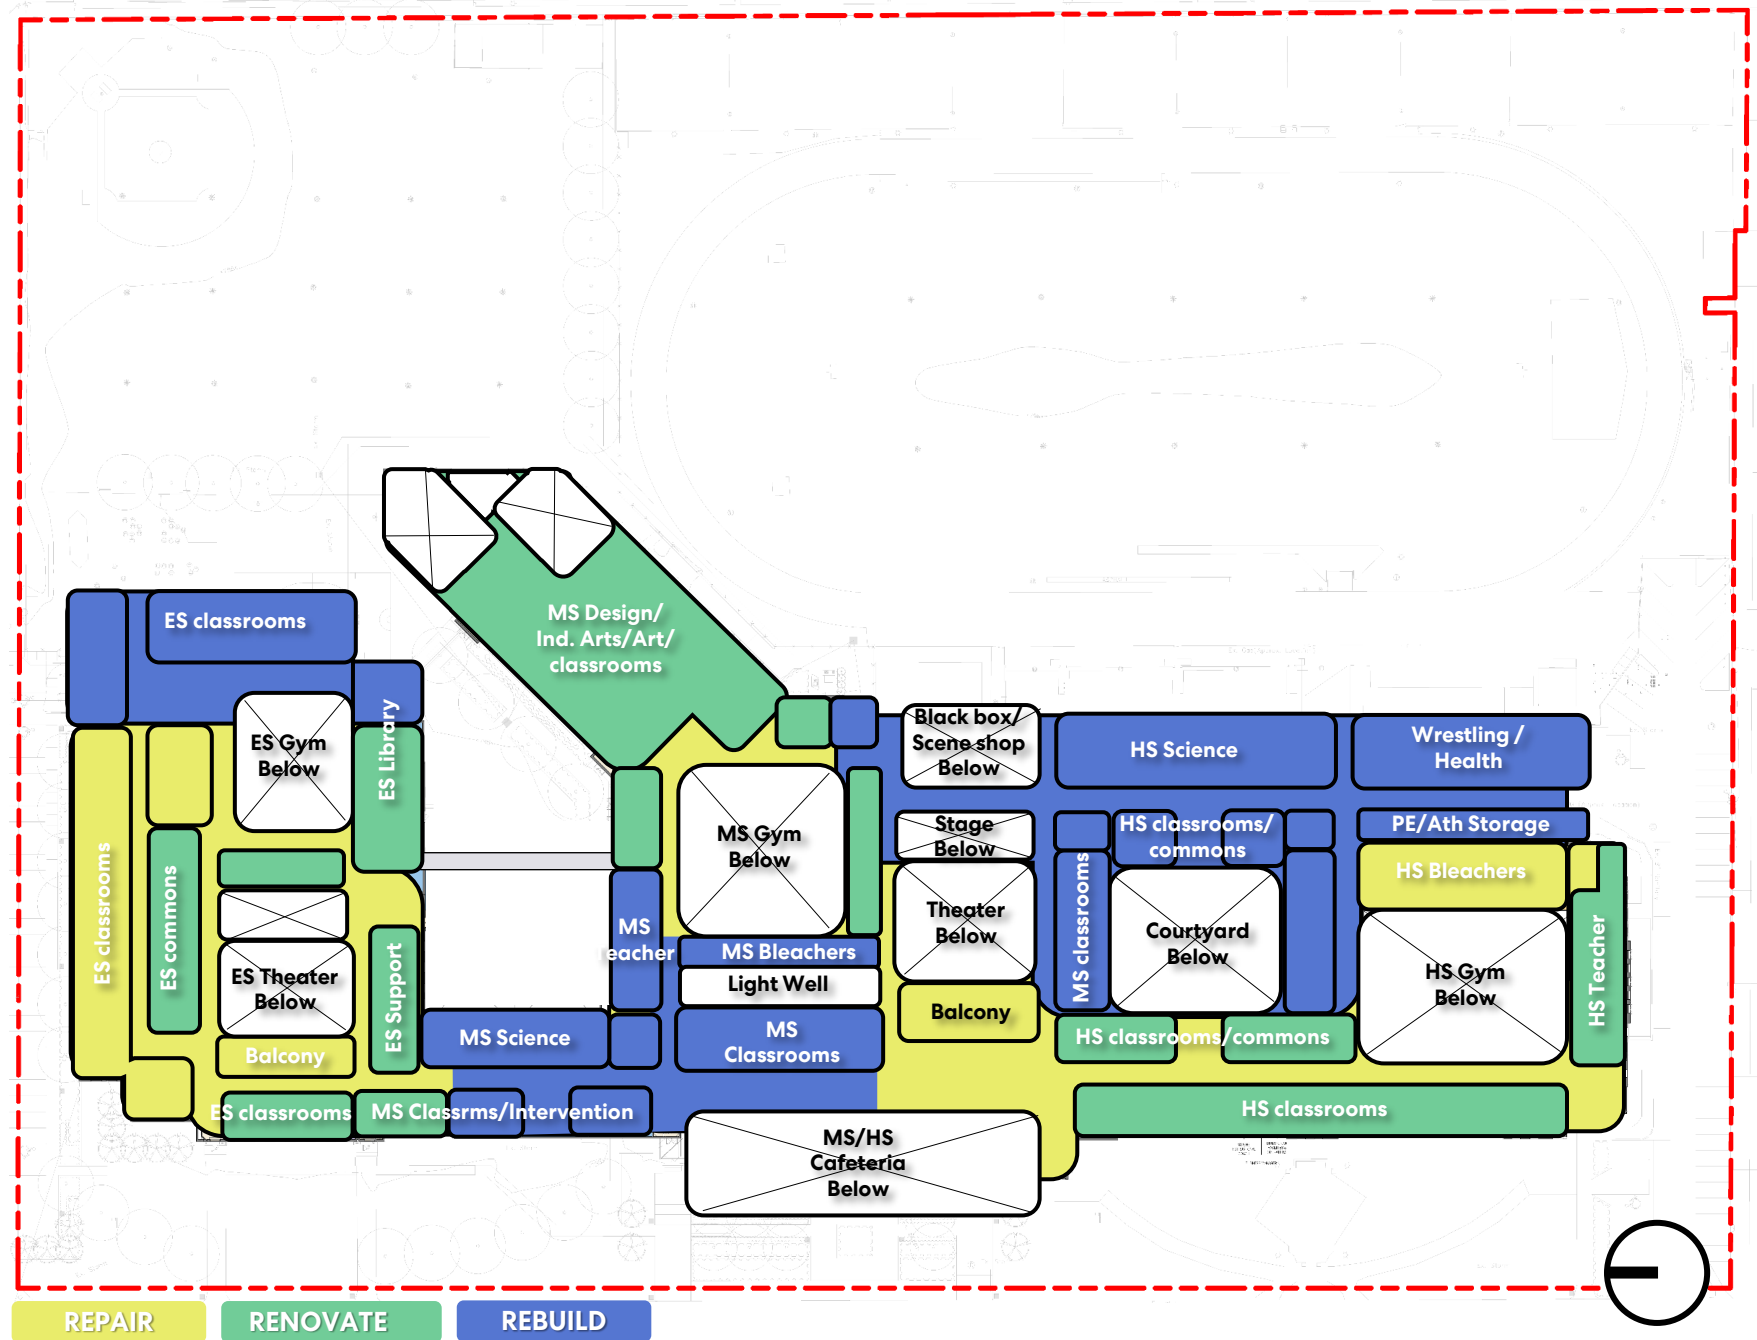 MS Design/
Ind. Arts/Art/
classrooms
ES classrooms
ES Library
ES Gym
Below
Black box/
Scene shop
Below
HS Science
Wrestling /
Health
MS Gym
Below
Stage
Below
HS classrooms/
commons
PE/Ath Storage
HS Bleachers
ES classrooms
ES commons
ES Theater
Below
ES Support
Balcony
MS
eacher
MS Bleachers
Light Well
MS Science
MS
Classrooms
Theater
Below
Balcony
MS classrooms
Courtyard
Below
HS Gym
Below
HS Teacher
HS classrooms/commons
ES classrooms
MS Classrms/Intervention
HS classrooms
MS/HS
Cafeteria
Below
REPAIR
RENOVATE
REBUILD